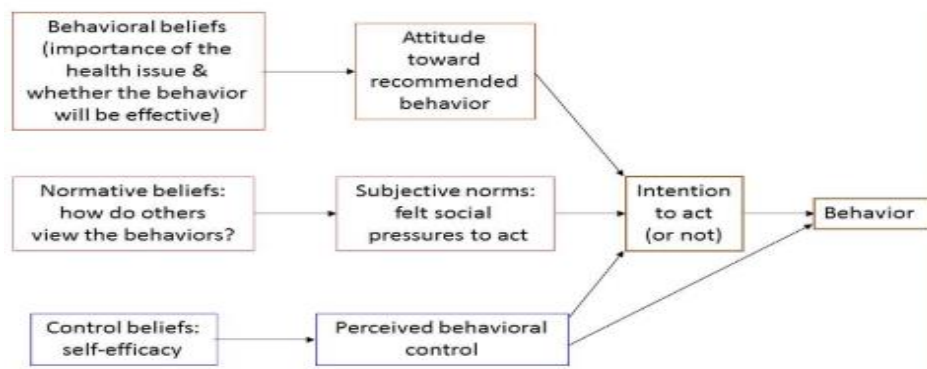 Behavioral beliefs
(importance of the
health issue &
whether the behavior
will be effective)
Attitude
toward
recommended
behavior
Normative beliefs:
how do others
view the behaviors?
Subjective norms:
felt social
pressures to act
Intention
to act
(or not)
Behavior
Control beliefs:
self-efficacy
Perceived behavioral
control